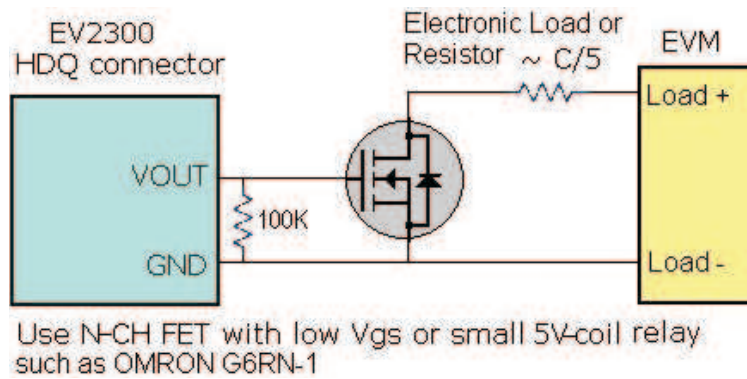 EV2300
HDQ connector
Electronic Load or
Resistor ~ C/5
EVM
Load +
VOUT
100K
GND
Load -
Use N-CH FET with low Vgs or small 5V-coil relay
such as OMRON G6RN-1